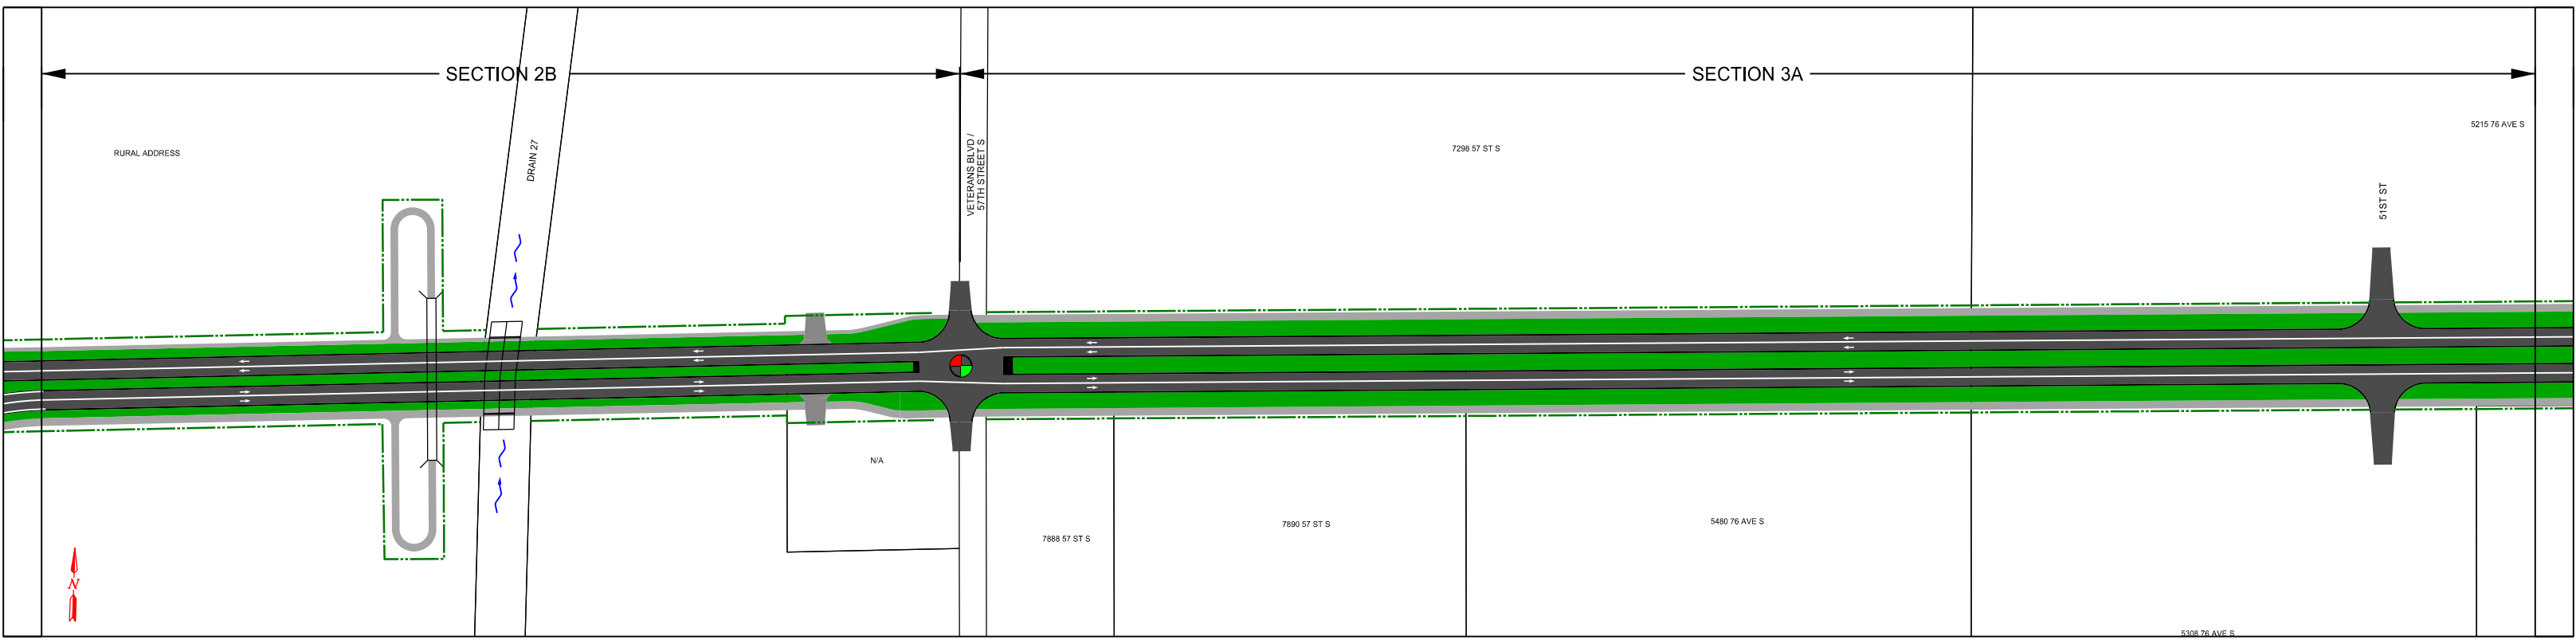 SECTION 2B
SECTION 3A
RURAL ADDRESS
DRAIN 27
VETERANS BLVD /
57TH STREET S
7298 57 ST S
5215 76 AVE S
51ST ST
N/A
7888 57 ST S
7890 57 ST S
5480 76 AVE S
N
5308 76 AVE S